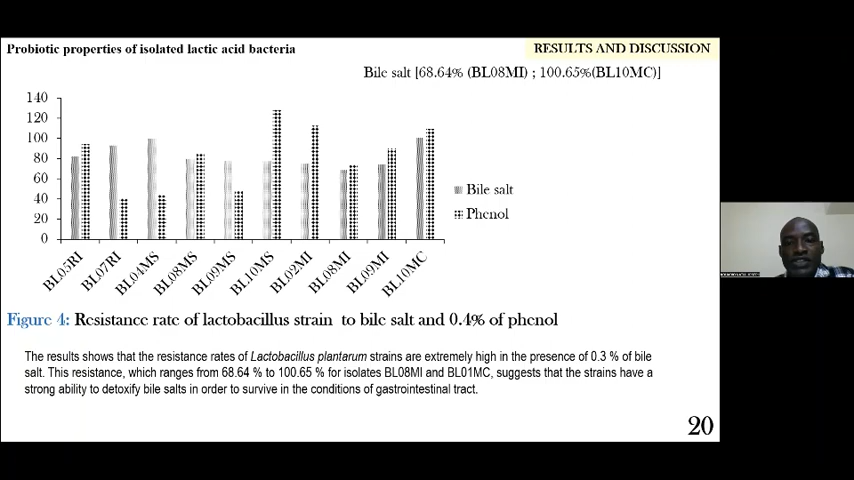 Probiotic properties of isolated lactic acid bacteria
RESULTS AND DISCUSSION
Bile salt [68.64% (BL08MI) ; 100.65%(BL10MC)]
140
120
100
80
60
40
20
0
BL05RI
BL07RI
BL04MS
BL08MS
BL09MS
BL10MS
BL02MI
BL08MI
BL09MI
BL10MC
Bile salt
Phenol
Figure 4: Resistance rate of lactobacillus strain to bile salt and 0.4% of phenol
The results shows that the resistance rates of Lactobacillus plantarum strains are extremely high in the presence of 0.3 % of bile
salt. This resistance, which ranges from 68.64 % to 100.65 % for isolates BL08MI and BL01MC, suggests that the strains have a
strong ability to detoxify bile salts in order to survive in the conditions of gastrointestinal tract.
20